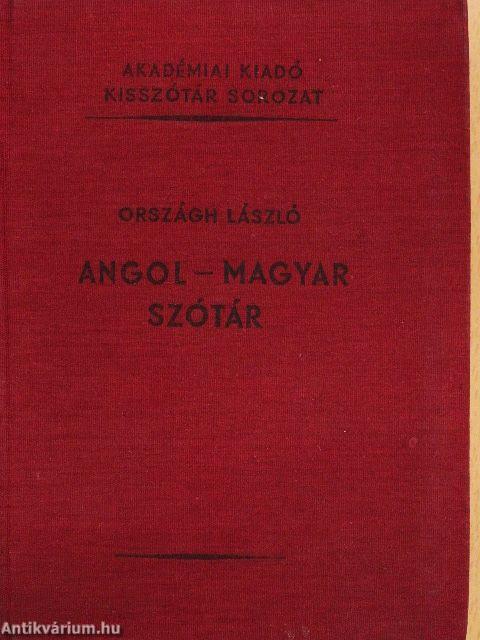 AKADÉMIAI KIADÓ
KISSZÓTÁR SOROZAT
ORSZÁGH LÁSZLÓ
ANGOL – MAGYAR
SZÓTÁR
Antikvárium.hu